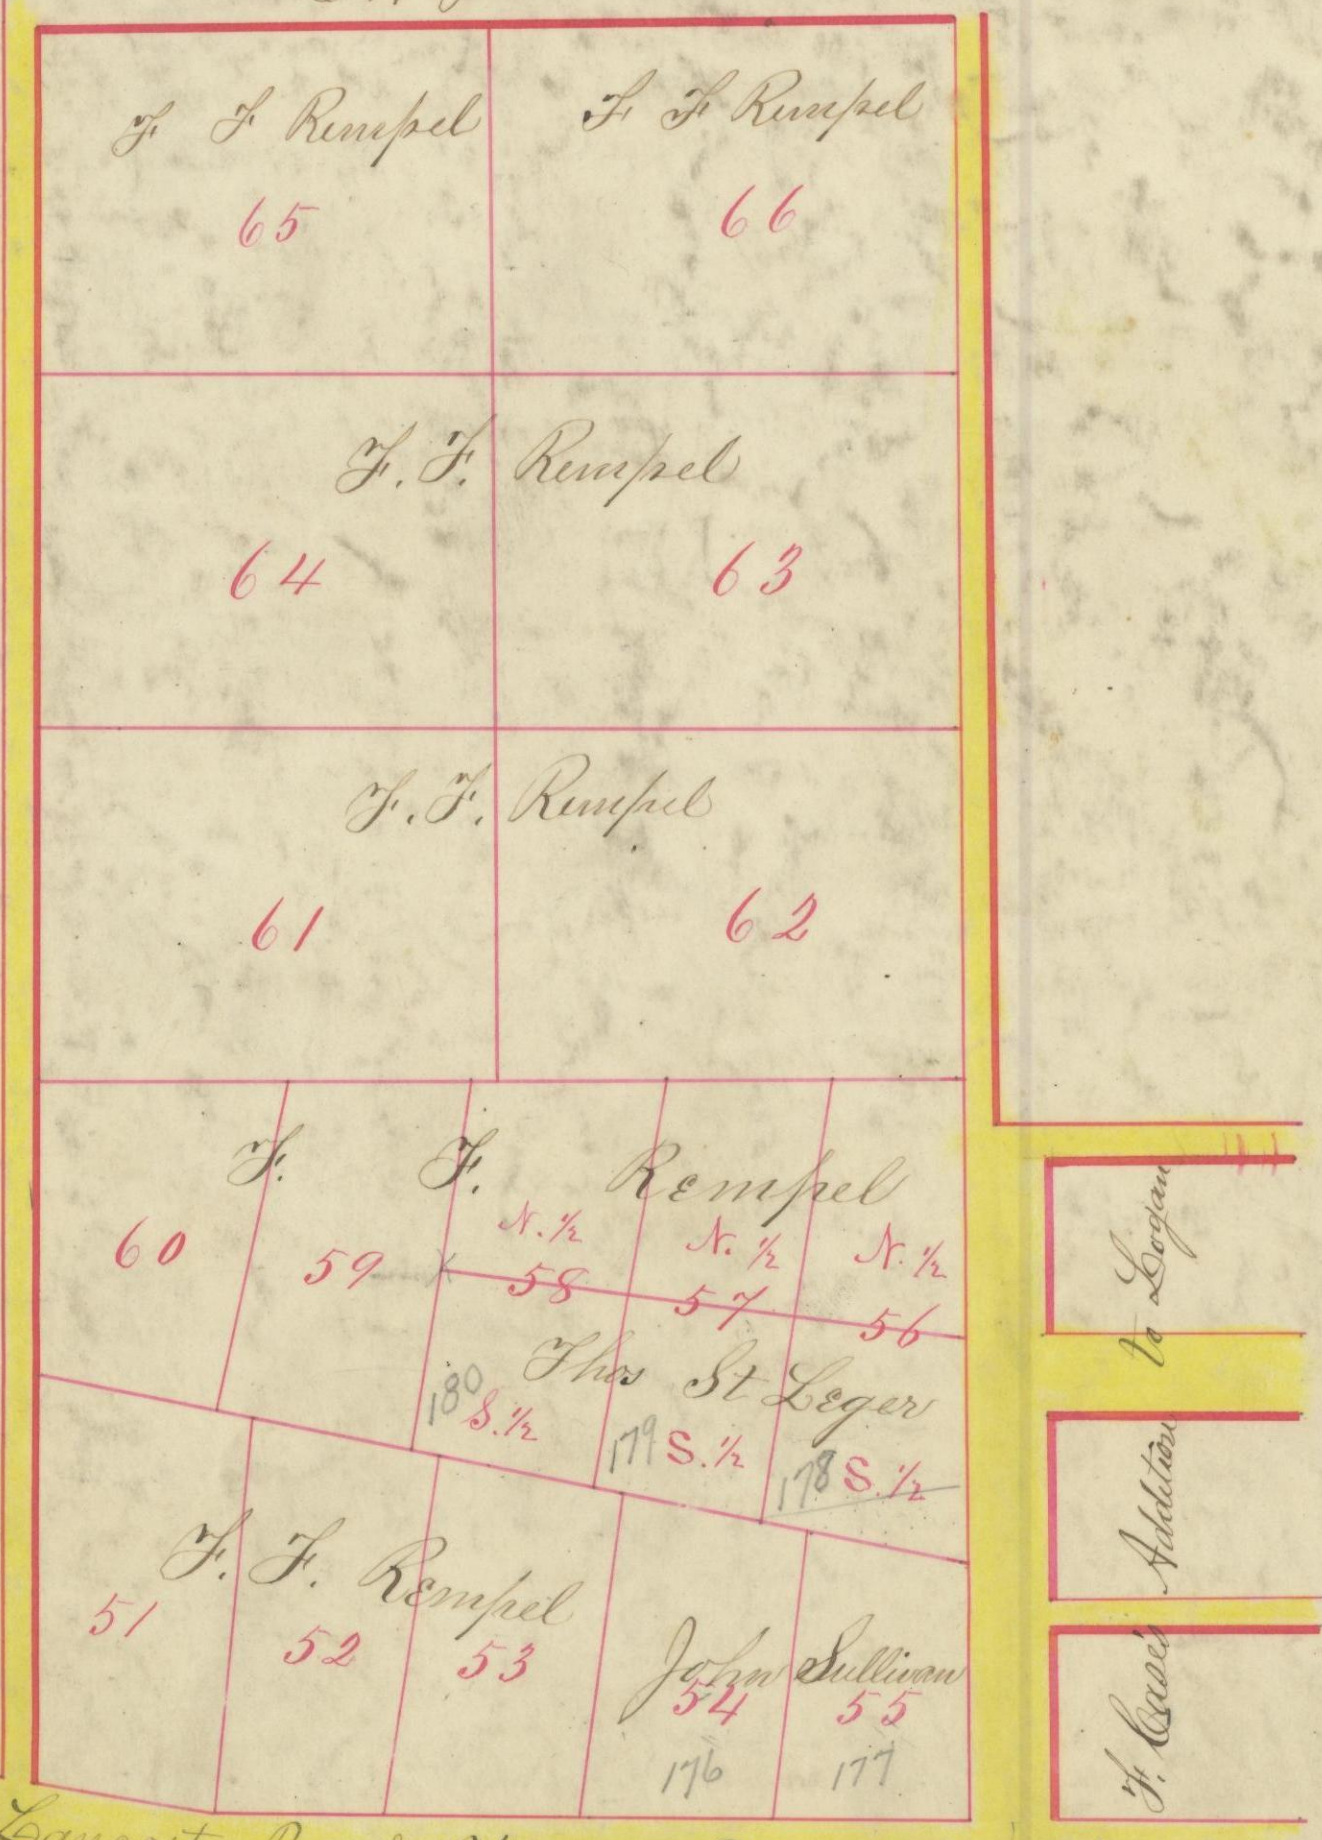 F F Rempel
65
F F Rempel
66
F. F. Rempel
64
63
F. F. Rempel
61
62
F. F. Rempel
60
59
N. 1/2
58
N. 1/2
57
N. 1/2
56
Thos St Leger
180 S. 1/2
179 S. 1/2
178 S. 1/2
F. F. Rempel
51
52
53
John Sullivan
54
55
176
177
F. Case's Addition to Logan